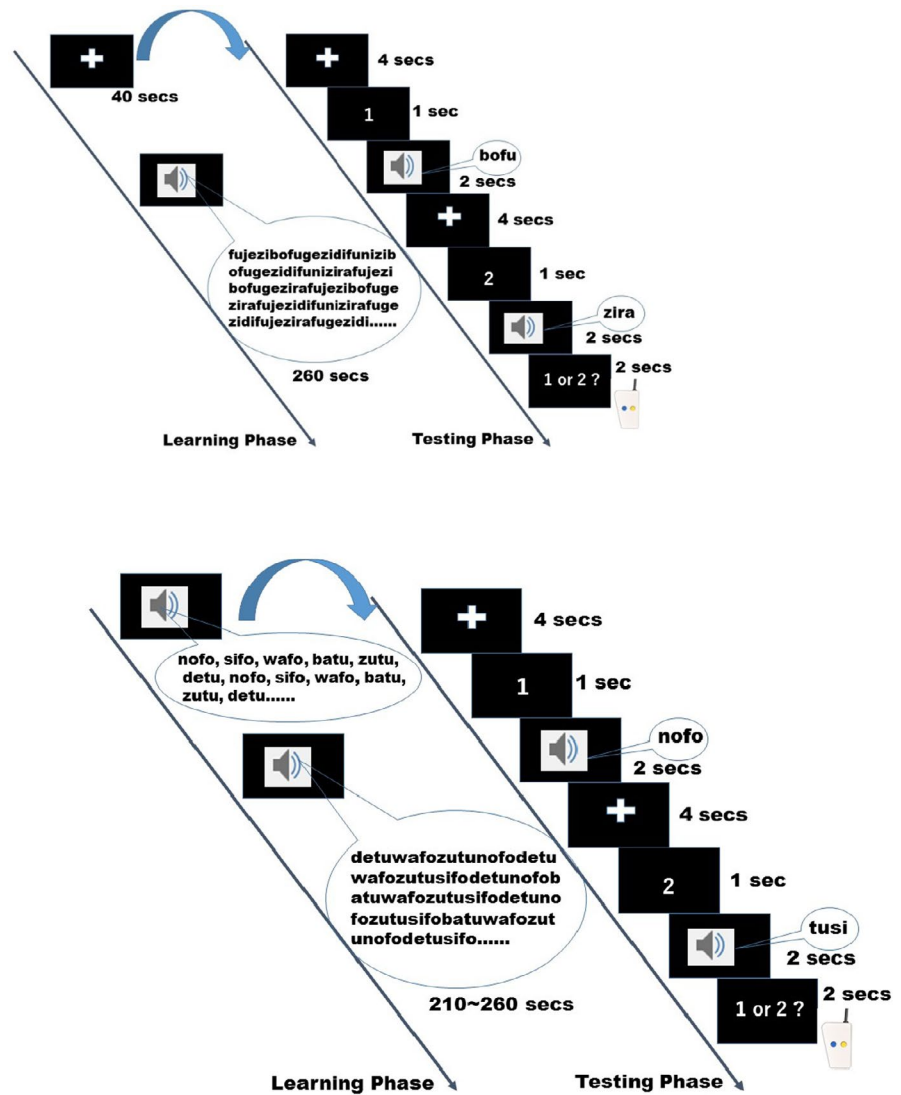 40 secs
fujezibofugezidifunizib
ofugezidifunizirafujezi
bofugezirafujezibofuge
zirafujezidifunizirafuge
zidifujezirafugezidi......
260 secs
Learning Phase
4 secs
1
1 sec
bofu
2 secs
4 secs
2
1 sec
zira
2 secs
1 or 2 ?
2 secs
Testing Phase
nofo, sifo, wafo, batu, zutu,
detu, nofo, sifo, wafo, batu,
zutu, detu......
detuwafozutunofodetu
wafozutusifodetunofob
atuwafozutusifodetuno
fozutusifobatuwafozut
unofodetusifo......
210~260 secs
Learning Phase
4 secs
1
1 sec
nofo
2 secs
4 secs
2
1 sec
tusi
2 secs
1 or 2 ?
2 secs
Testing Phase